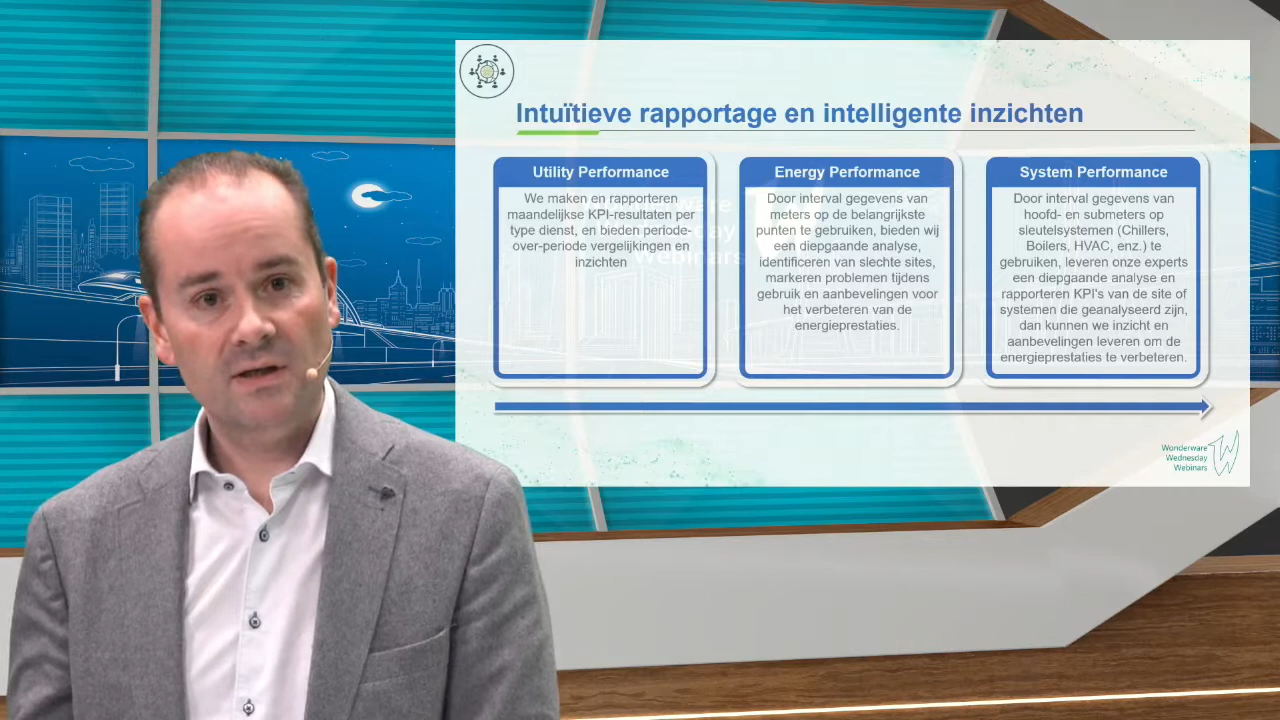 Intuïtieve rapportage en intelligente inzichten
Utility Performance
We maken en rapporteren
maandelijkse KPI-resultaten per
type dienst, en bieden periode-
over-periode vergelijkingen en
inzichten
Energy Performance
Door interval gegevens van
meters op de belangrijkste
punten te gebruiken, bieden wij
een diepgaande analyse,
identificeren van slechte sites,
markeren problemen tijdens
gebruik en aanbevelingen voor
het verbeteren van de
energieprestaties.
System Performance
Door interval gegevens van
hoofd- en submeters op
sleutelsystemen (Chillers,
Boilers, HVAC, enz.) te
gebruiken, leveren onze experts
een diepgaande analyse en
rapporteren KPI's van de site of
systemen die geanalyseerd zijn,
dan kunnen we inzicht en
aanbevelingen leveren om de
energieprestaties te verbeteren.
Wonderware
Wednesday
Webinars